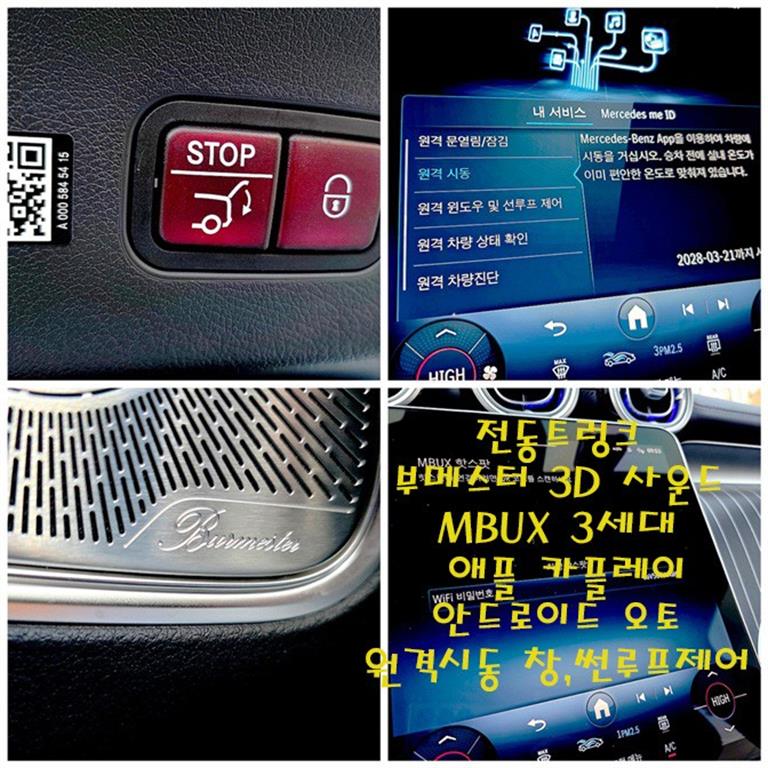 STOP
A 000 584 54 15
내 서비스 Mercedes me ID
원격 문열림/잠김
원격 시동
원격 윈도우 및 선루프 제어
원격 차량 상태 확인
원격 차량진단
Mercedes-Benz App을 이용하여 차량에
시동을 거십시오. 승차 전에 실내 온도가
이미 편안한 온도로 맞춰져 있습니다.
2028-03-21까지
3PM2.5
MAX
REAR
HIGH
A/C
Burmester
MBUX 핫스팟
WiFi 비밀번호
전동트렁크
부메스터 3D 사운드
MBUX 3세대
애플 카플레이
안드로이드 오토
원격시동 창,썬루프제어
HIGH
1PM2.5
MAX
REAR
A/C